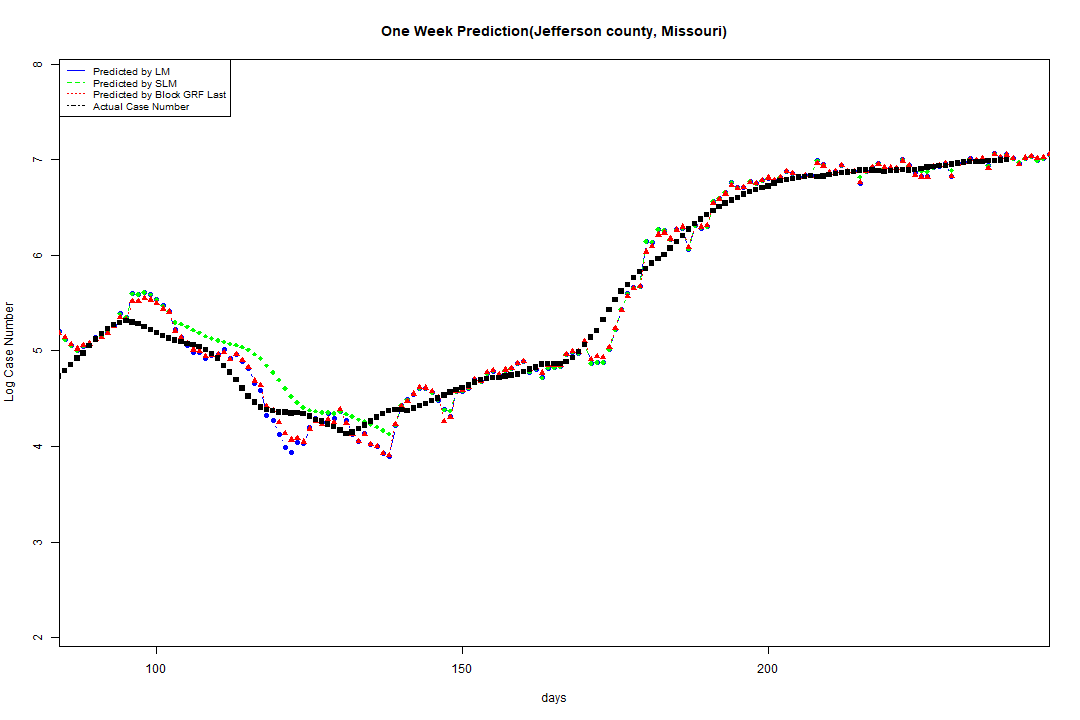 One Week Prediction(Jefferson county, Missouri)
Predicted by LM
Predicted by SLM
Predicted by Block GRF Last
Actual Case Number
8
7
6
5
4
3
2
Log Case Number
100 150 200
days